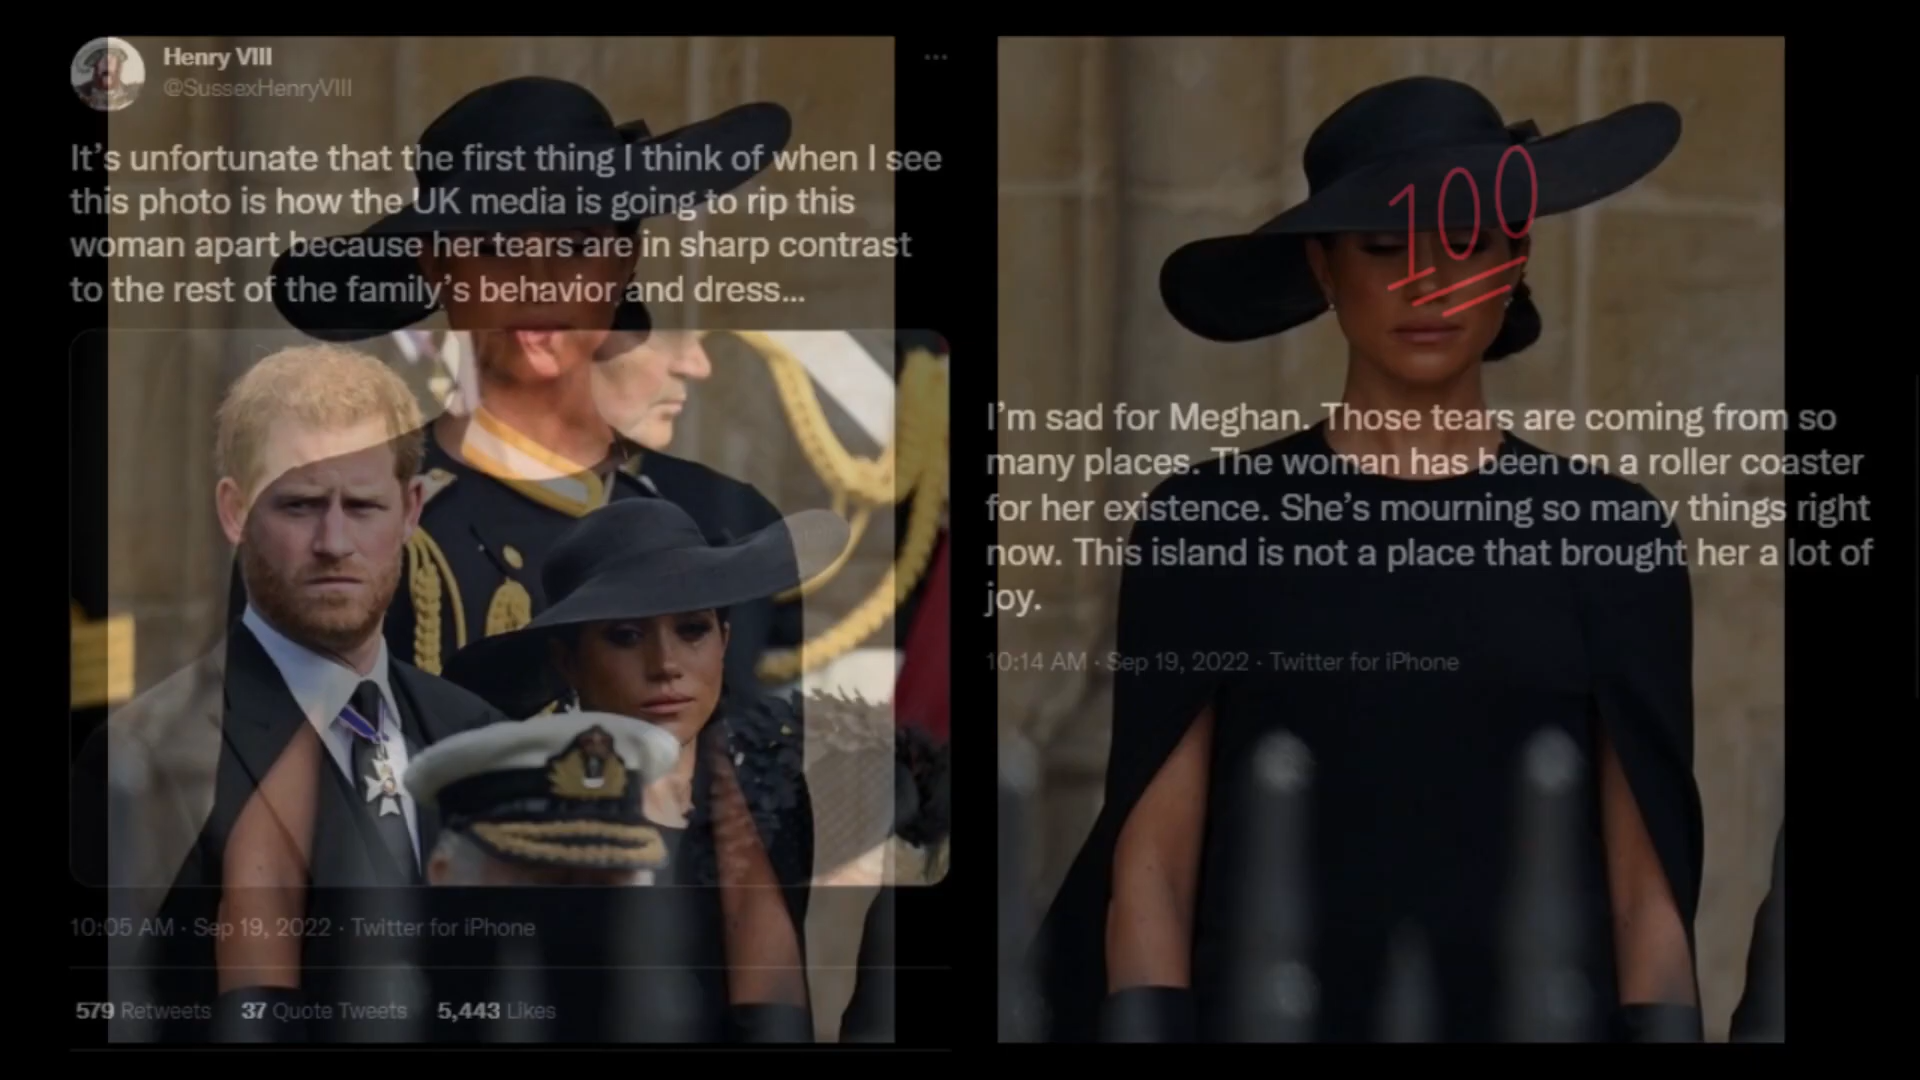 Henry VIII
@SussexHenryVIII
It's unfortunate that the first thing I think of when I see
this photo is how the UK media is going to rip this
woman apart because her tears are in sharp contrast
to the rest of the family's behavior and dress...
10:05 AM · Sep 19, 2022 · Twitter for iPhone
579 Retweets 37 Quote Tweets 5,443 Likes
100
I'm sad for Meghan. Those tears are coming from so
many places. The woman has been on a roller coaster
for her existence. She's mourning so many things right
now. This island is not a place that brought her a lot of
joy.
10:14 AM · Sep 19, 2022 · Twitter for iPhone